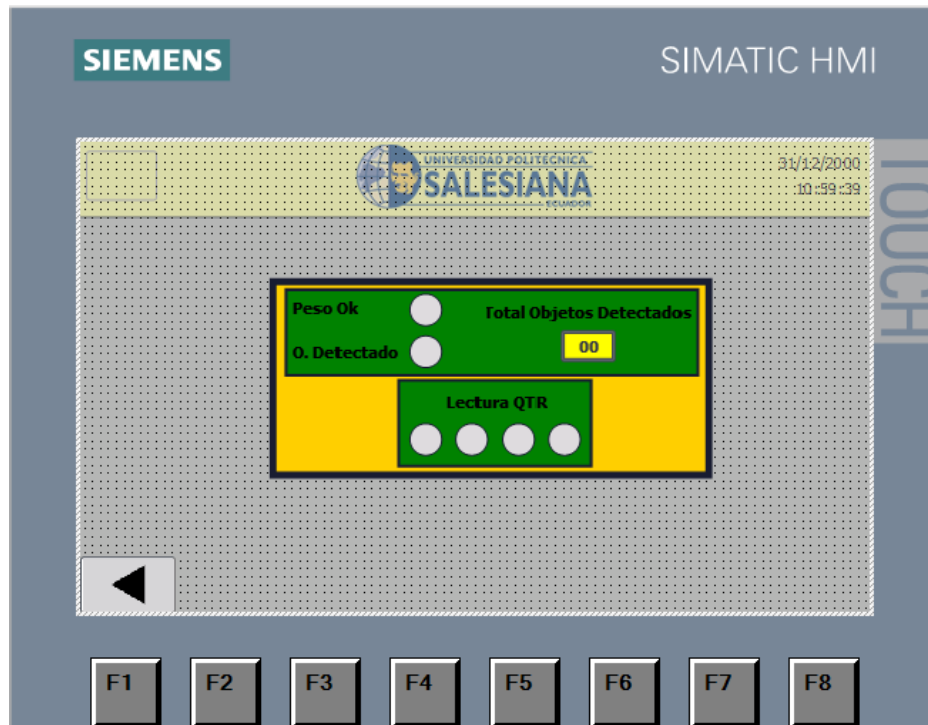 SIEMENS
SIMATIC HMI
TOUCH
UNIVERSIDAD POLITÉCNICA
SALESIANA
ECUADOR
31/12/2000
10:59:39
Peso Ok
Total Objetos Detectados
O. Detectado
00
Lectura QTR
F1 F2 F3 F4 F5 F6 F7 F8